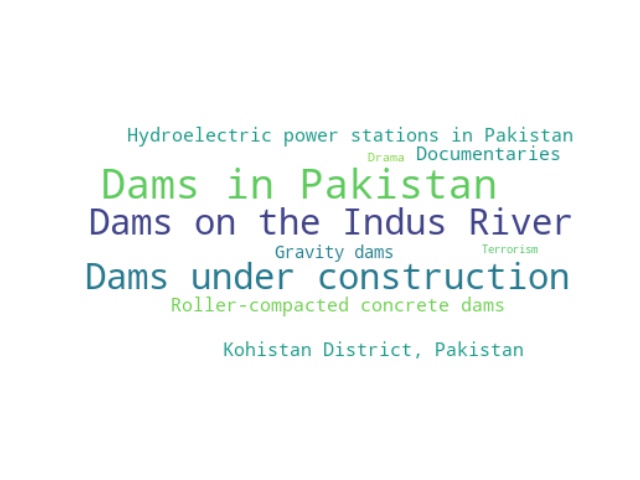 Hydroelectric power stations in Pakistan
Drama Documentaries
Dams in Pakistan
Dams on the Indus River
Gravity dams Terrorism
Dams under construction
Roller-compacted concrete dams
Kohistan District, Pakistan